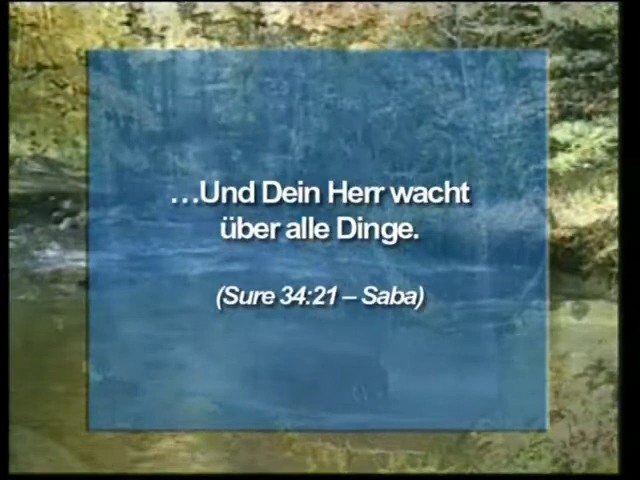 …Und Dein Herr wacht
über alle Dinge.
(Sure 34:21 – Saba)